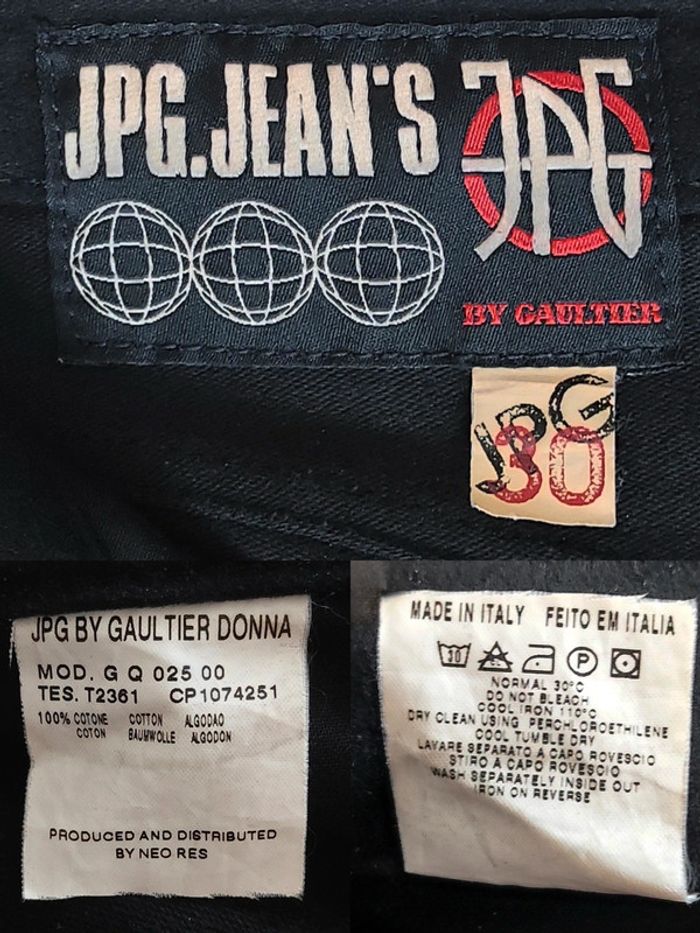 JPG.JEAN'S
JPG
BY GAULTIER
JPG
30
JPG BY GAULTIER DONNA
MOD. G Q 025 00
TES. T2361 CP1074251
100% COTONE COTTON ALGODAO
COTON BAUMWOLLE ALGODON
PRODUCED AND DISTRIBUTED
BY NEO RES
MADE IN ITALY FEITO EM ITALIA
30 P
NORMAL 30°C
DO NOT BLEACH
COOL IRON 110°C
DRY CLEAN USING PERCHLOROETHILENE
COOL TUMBLE DRY
LAVARE SEPARATO A CAPO ROVESCIO
STIRO A CAPO ROVESCIO
WASH SEPARATELY INSIDE OUT
IRON ON REVERSE